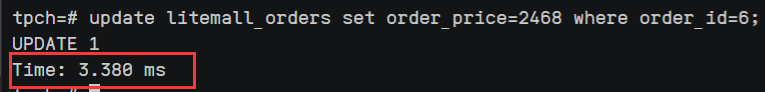 tpch=# update litemall_orders set order_price=2468 where order_id=6;
UPDATE 1
Time: 3.380 ms